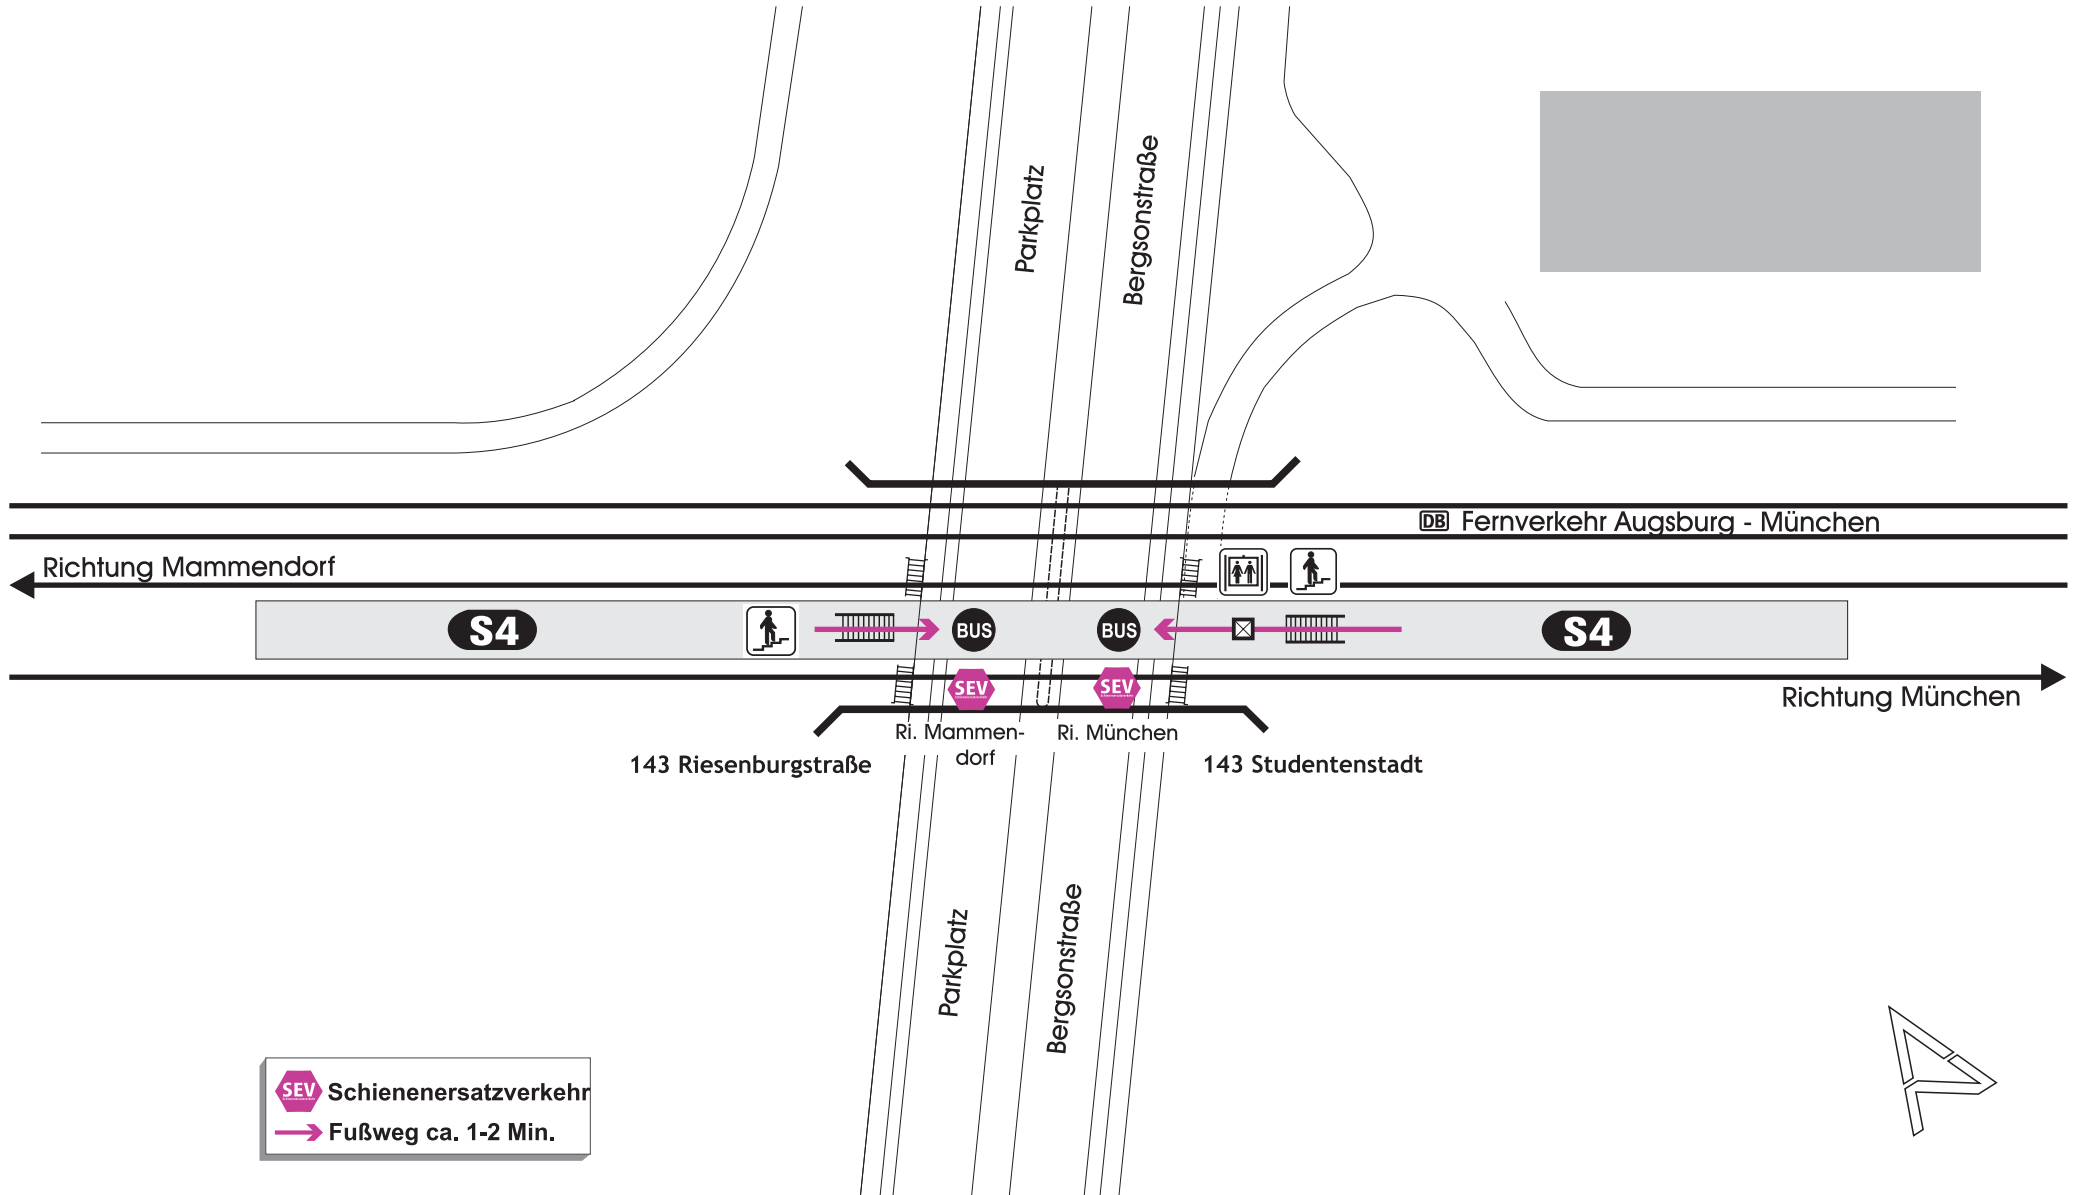 Parkplatz
Bergsonstraße
DB Fernverkehr Augsburg - München
Richtung Mammendorf
S4
BUS
BUS
S4
SEV
SEV
Richtung München
Ri. Mammen-
dorf
Ri. München
143 Riesenburgstraße
143 Studentenstadt
Parkplatz
Bergsonstraße
SEV Schienenersatzverkehr
Fußweg ca. 1-2 Min.